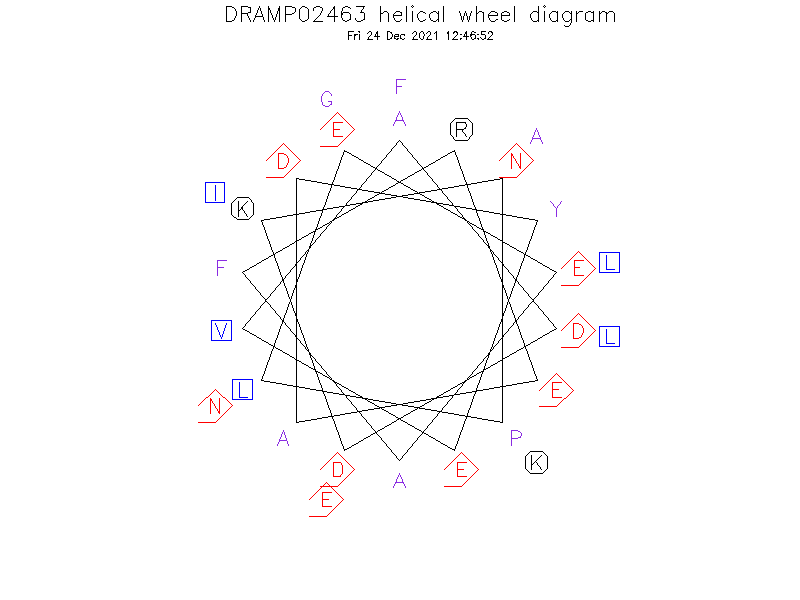 DRAMP02463 helical wheel diagram
Fri 24 Dec 2021 12:46:52
F
G
A
E
R
A
D
N
I
K
Y
F
E
L
V
D
L
L
E
N
A
P
K
D
E
A
E